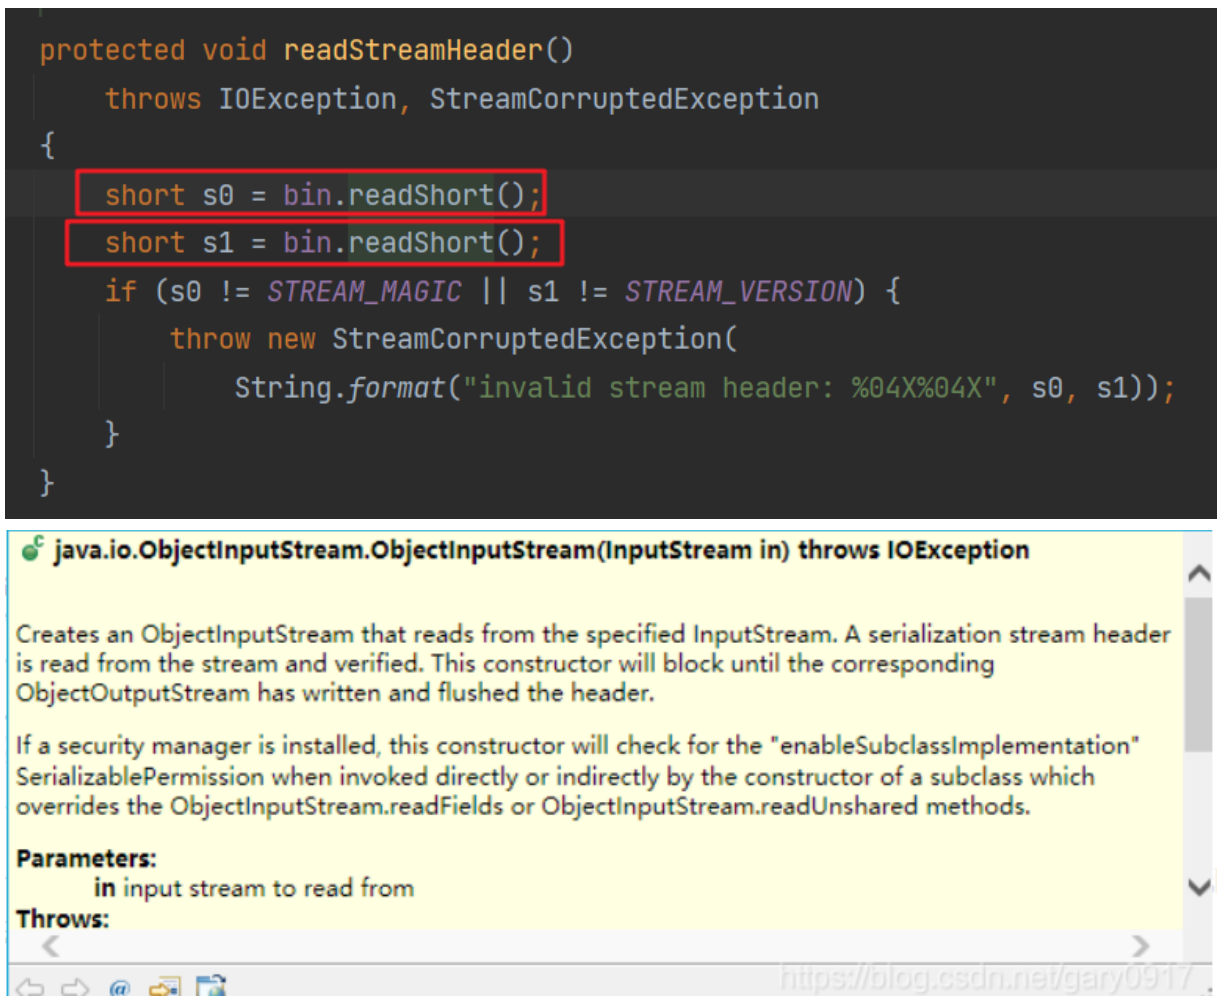 protected void readStreamHeader()
throws IOException, StreamCorruptedException
{
short s0 = bin.readShort();
short s1 = bin.readShort();
if (s0 != STREAM_MAGIC || s1 != STREAM_VERSION) {
throw new StreamCorruptedException(
String.format("invalid stream header: %04X%04X", s0, s1));
}
}
java.io.ObjectInputStream.ObjectInputStream(InputStream in) throws IOException
Creates an ObjectInputStream that reads from the specified InputStream. A serialization stream header
is read from the stream and verified. This constructor will block until the corresponding
ObjectOutputStream has written and flushed the header.
If a security manager is installed, this constructor will check for the "enableSubclassImplementation"
SerializablePermission when invoked directly or indirectly by the constructor of a subclass which
overrides the ObjectInputStream.readFields or ObjectInputStream.readUnshared methods.
Parameters:
in input stream to read from
Throws:
https://blog.csdn.net/gary0917